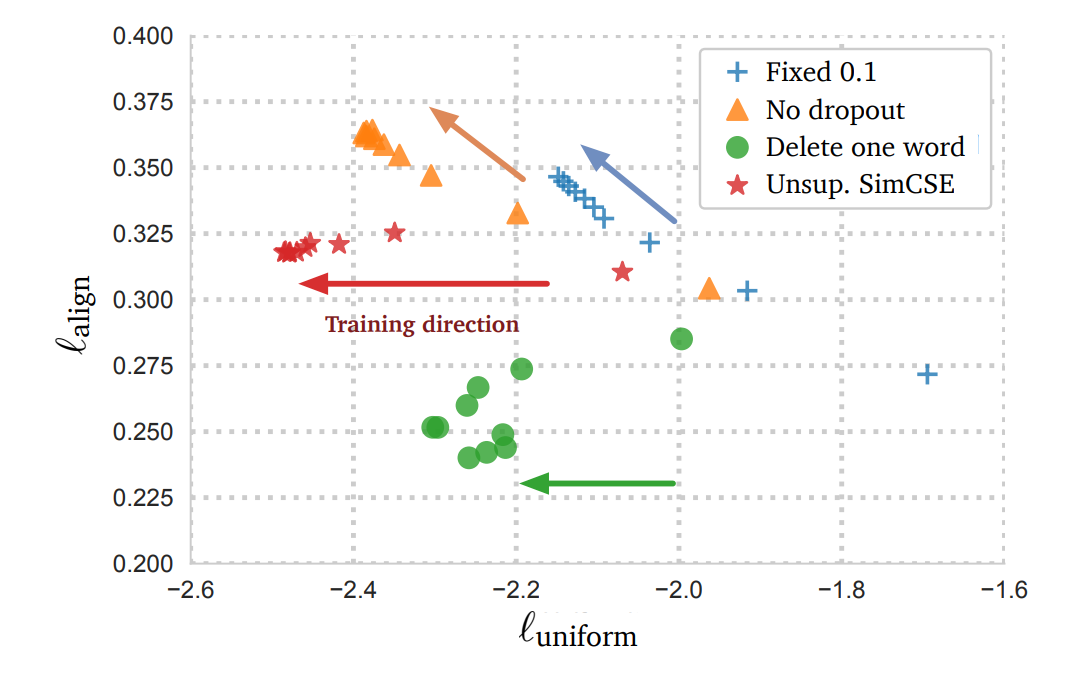 0.400
0.375
0.350
0.325
0.300
0.275
0.250
0.225
0.200
ℓalign
Fixed 0.1
No dropout
Delete one word
Unsup. SimCSE
Training direction
−2.6 −2.4 −2.2 −2.0 −1.8 −1.6
ℓuniform